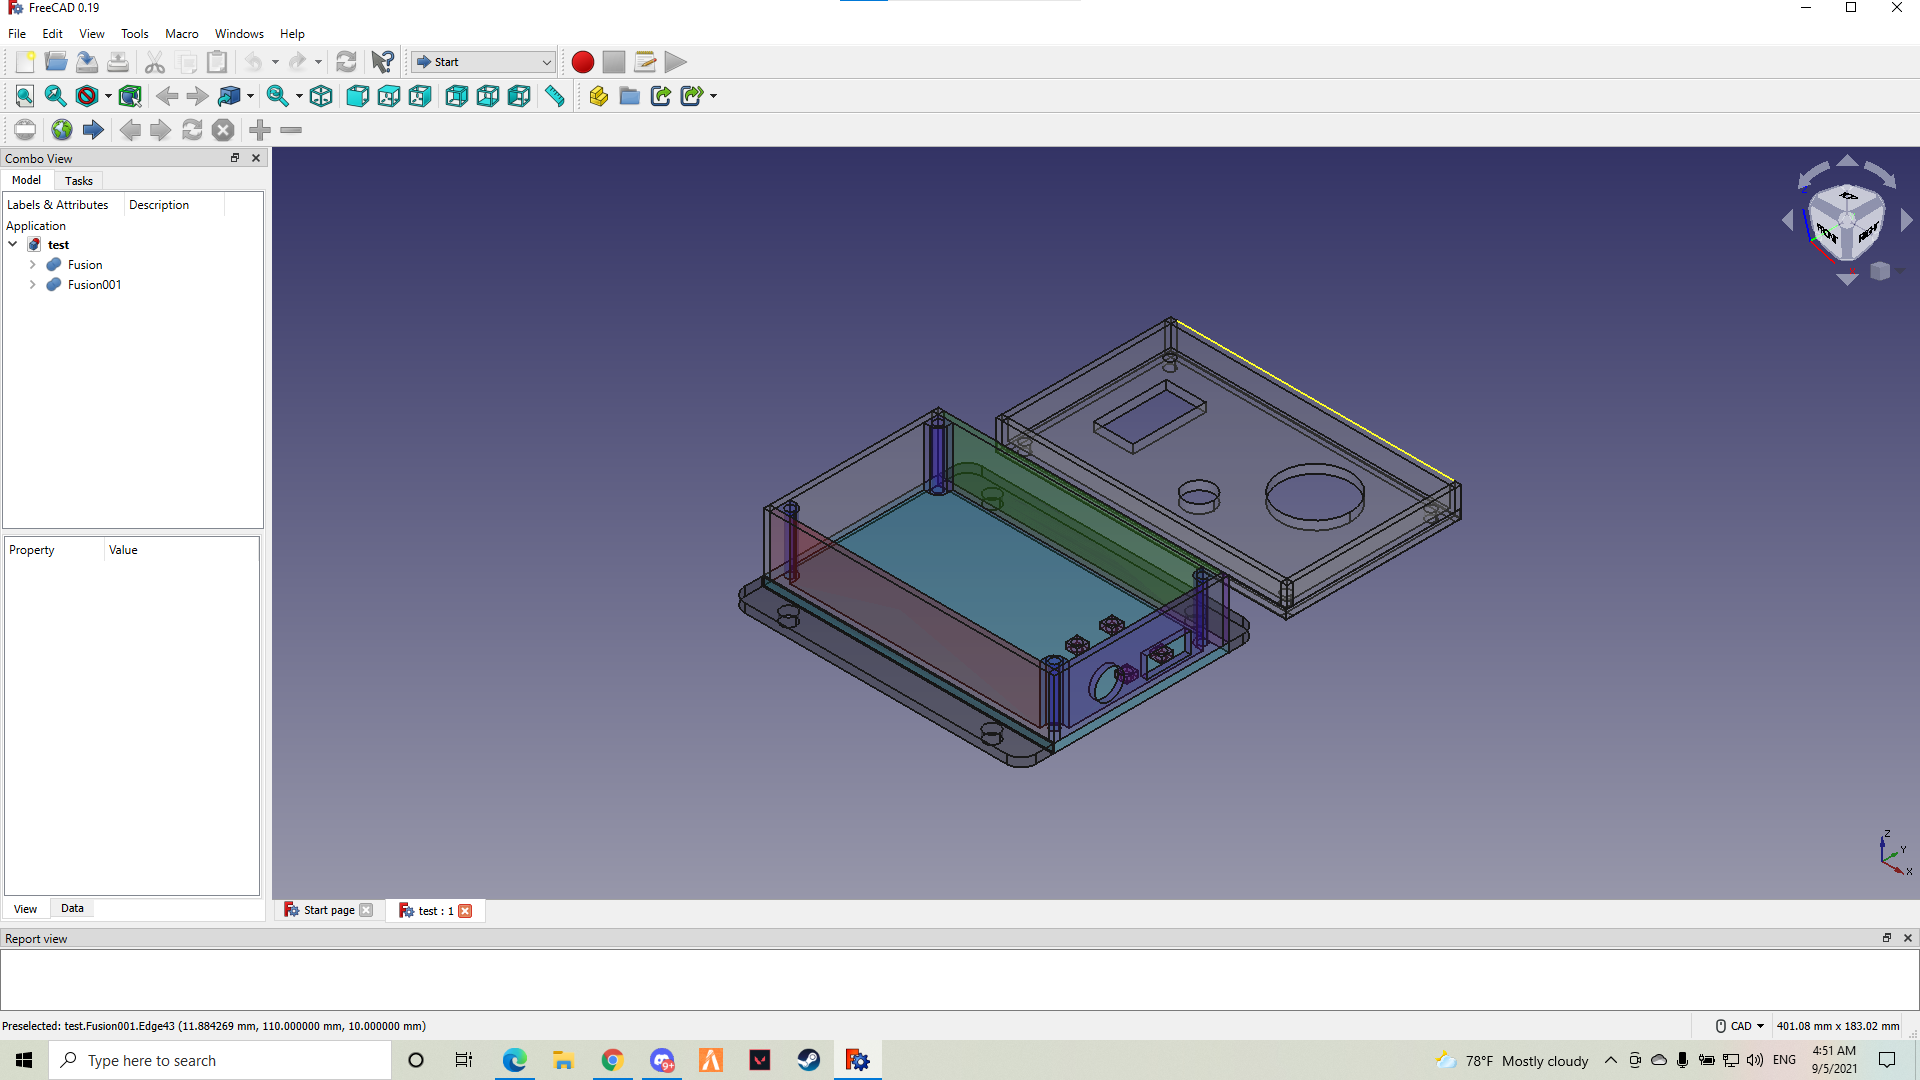 FreeCAD 0.19
File Edit View Tools Macro Windows Help
Start
Combo View
Model Tasks
Labels & Attributes Description
Application
test
Fusion
Fusion001
Property Value
View Data
FRONT RIGHT
Z
Y
X
Start page test : 1
Report view
Preselected: test.Fusion001.Edge43 (11.884269 mm, 110.000000 mm, 10.000000 mm)
CAD 401.08 mm x 183.02 mm
Type here to search
9+
78°F Mostly cloudy
ENG
4:51 AM
9/5/2021